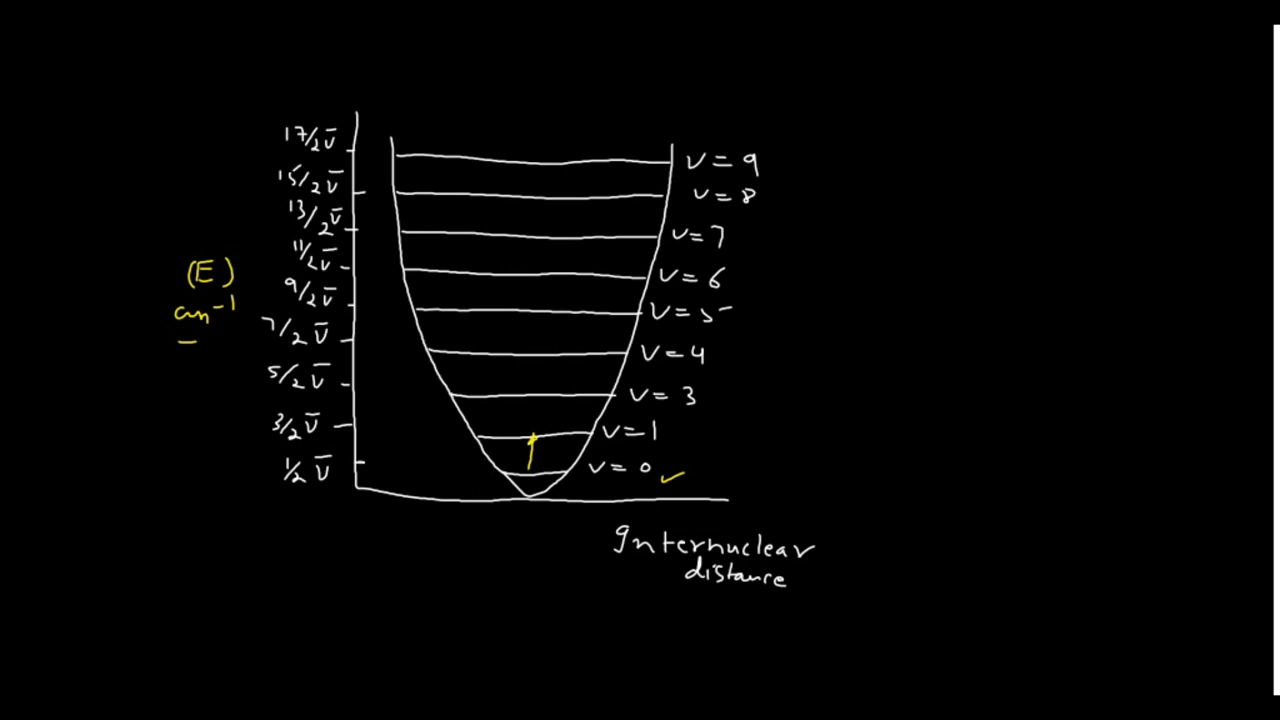 17/2 ν̄
15/2 ν̄
13/2 ν̄
11/2 ν̄
9/2 ν̄
7/2 ν̄
5/2 ν̄
3/2 ν̄
1/2 ν̄
(E)
cm⁻¹
v = 9
v = 8
v = 7
v = 6
v = 5
v = 4
v = 3
v = 1
v = 0 ✓
Internuclear
distance